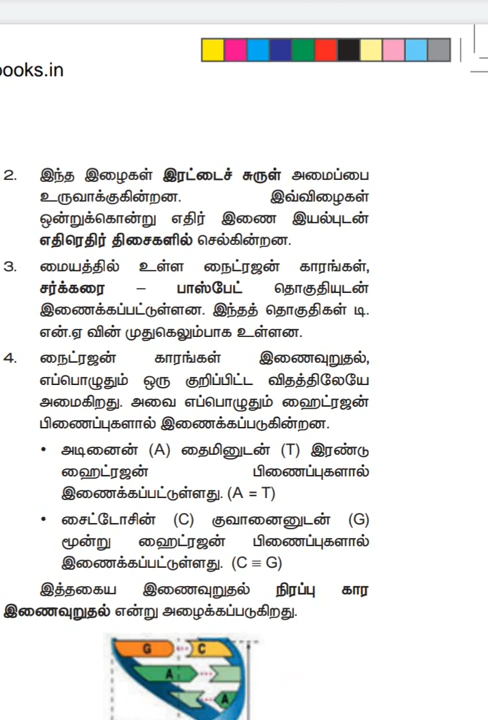 ooks.in
2. இந்த இழைகள் இரட்டைச் சுருள் அமைப்பை
உருவாக்குகின்றன. இவ்விழைகள்
ஒன்றுக்கொன்று எதிர் இணை இயல்புடன்
எதிரெதிர் திசைகளில் செல்கின்றன.
3. மையத்தில் உள்ள நைட்ரஜன் காரங்கள்,
சர்க்கரை – பாஸ்பேட் தொகுதியுடன்
இணைக்கப்பட்டுள்ளன. இந்தத் தொகுதிகள் டி.
என்.ஏ வின் முதுகெலும்பாக உள்ளன.
4. நைட்ரஜன் காரங்கள் இணைவுறுதல்,
எப்பொழுதும் ஒரு குறிப்பிட்ட விதத்திலேயே
அமைகிறது. அவை எப்பொழுதும் ஹைட்ரஜன்
பிணைப்புகளால் இணைக்கப்படுகின்றன.
• அடினைன் (A) தைமினுடன் (T) இரண்டு
ஹைட்ரஜன் பிணைப்புகளால்
இணைக்கப்பட்டுள்ளது. (A = T)
• சைட்டோசின் (C) குவானைனுடன் (G)
மூன்று ஹைட்ரஜன் பிணைப்புகளால்
இணைக்கப்பட்டுள்ளது. (C ≡ G)
இத்தகைய இணைவுறுதல் நிரப்பு கார
இணைவுறுதல் என்று அழைக்கப்படுகிறது.
G C
A
A